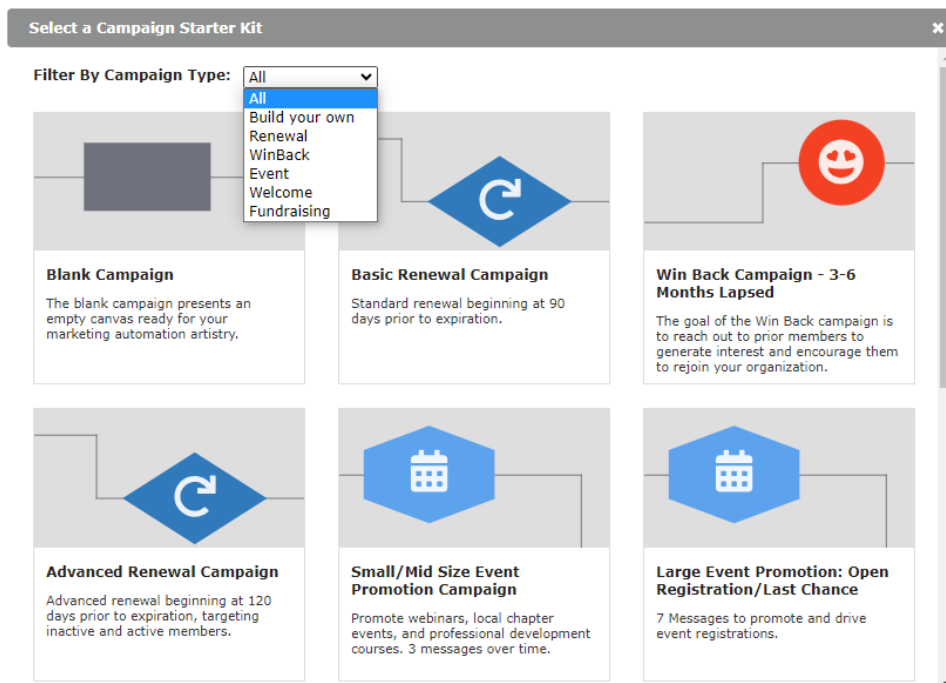 Select a Campaign Starter Kit
Filter By Campaign Type:
All
All
Build your own
Renewal
WinBack
Event
Welcome
Fundraising
Blank Campaign
The blank campaign presents an
empty canvas ready for your
marketing automation artistry.
Basic Renewal Campaign
Standard renewal beginning at 90
days prior to expiration.
Win Back Campaign - 3-6
Months Lapsed
The goal of the Win Back campaign is
to reach out to prior members to
generate interest and encourage them
to rejoin your organization.
Advanced Renewal Campaign
Advanced renewal beginning at 120
days prior to expiration, targeting
inactive and active members.
Small/Mid Size Event
Promotion Campaign
Promote webinars, local chapter
events, and professional development
courses. 3 messages over time.
Large Event Promotion: Open
Registration/Last Chance
7 Messages to promote and drive
event registrations.